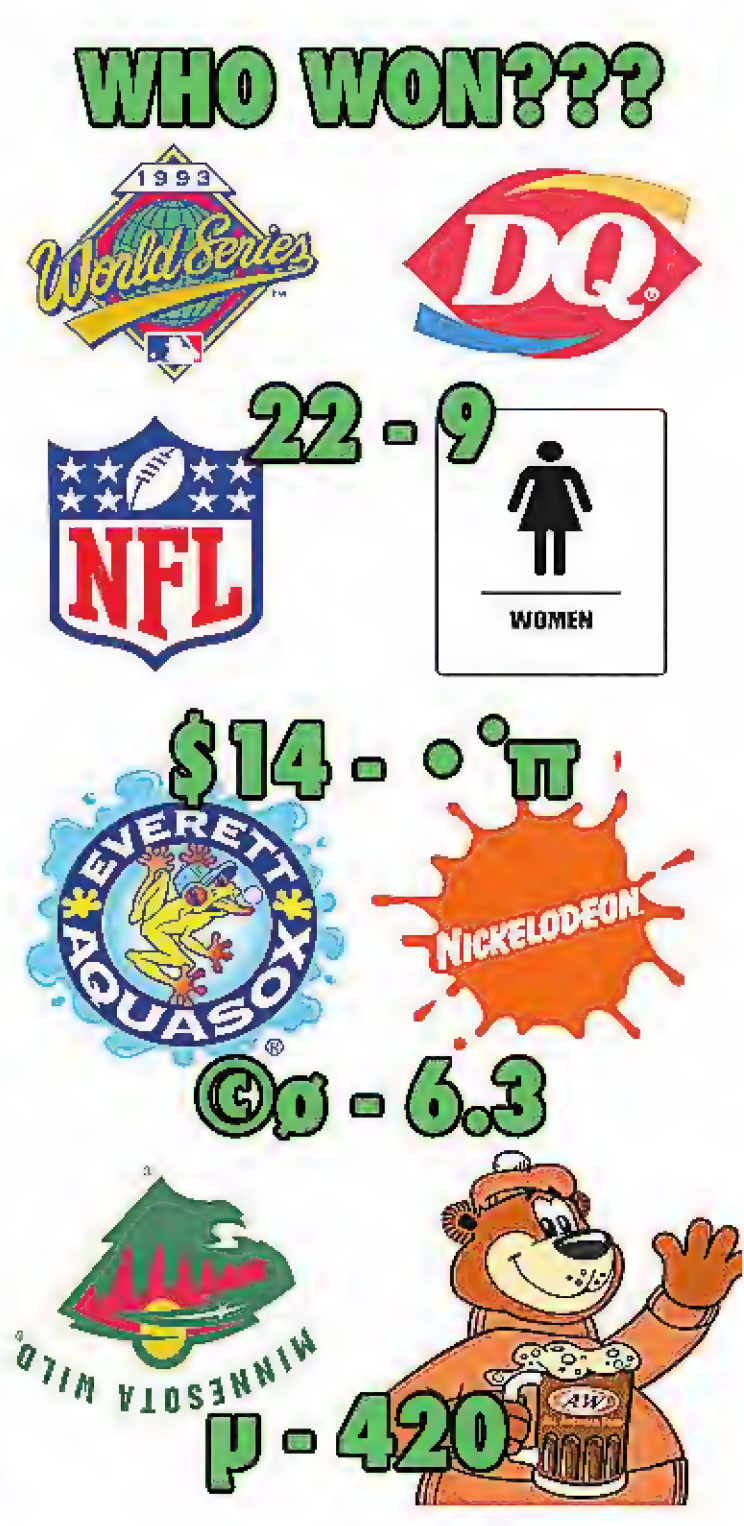 WHO WON???
1993
World Series
TM
DQ®
22 - 9
NFL
WOMEN
$14 - •°π
EVERETT
AQUASOX
®
NICKELODEON
©ø - 6.3
MINNESOTA WILD
A&W
µ - 420